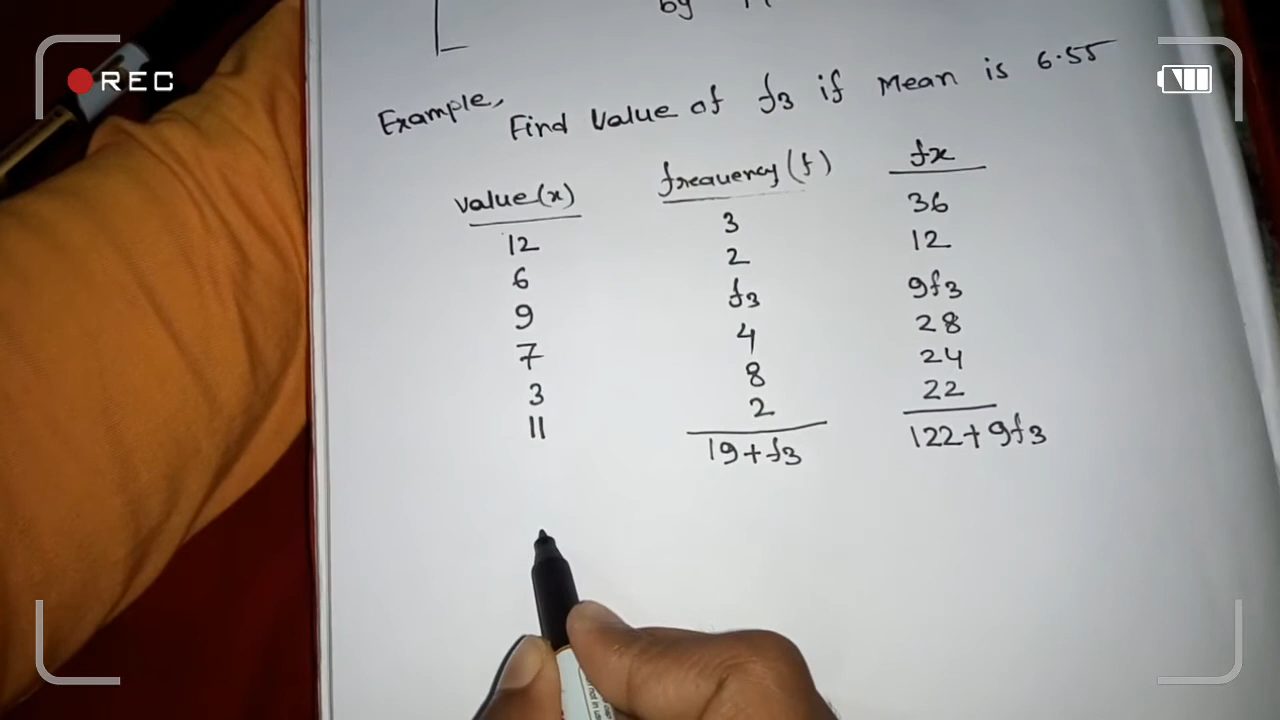 REC
by
Example, Find value of f3 if Mean is 6.55
value(x) frequency(f) fx
12 3 36
6 2 12
9 f3 9f3
7 4 28
3 8 24
11 2 22
19+f3 122+9f3